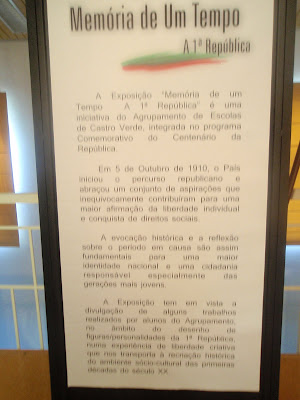 Memória de Um Tempo
A 1ª República
A Exposição "Memória de um
Tempo A 1ª República" é uma
iniciativa do Agrupamento de Escolas
de Castro Verde, integrada no programa
Comemorativo do Centenário da
República.
Em 5 de Outubro de 1910, o País
iniciou o percurso republicano e
abraçou um conjunto de aspirações que
inequivocamente contribuíram para uma
maior afirmação da liberdade individual
e conquista de direitos sociais.
A evocação histórica e a reflexão
sobre o período em causa são assim
fundamentais para uma maior
identidade nacional e uma cidadania
responsável especialmente das
gerações mais jovens.
A Exposição tem em vista a
divulgação de alguns trabalhos
realizados por alunos do Agrupamento,
no âmbito do desenho de
figuras/personalidades da 1ª República,
numa experiência de liberdade criativa
que nos transporta à recriação histórica
do ambiente sócio-cultural das primeiras
décadas do século XX.